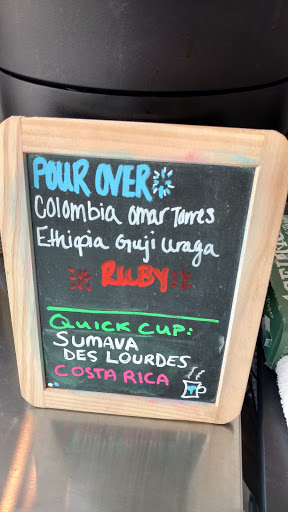 POUR OVER
Colombia Omar Torres
Ethiopia Guji Uraga
RUBY
QUICK CUP:
SUMAVA
DES LOURDES
COSTA RICA